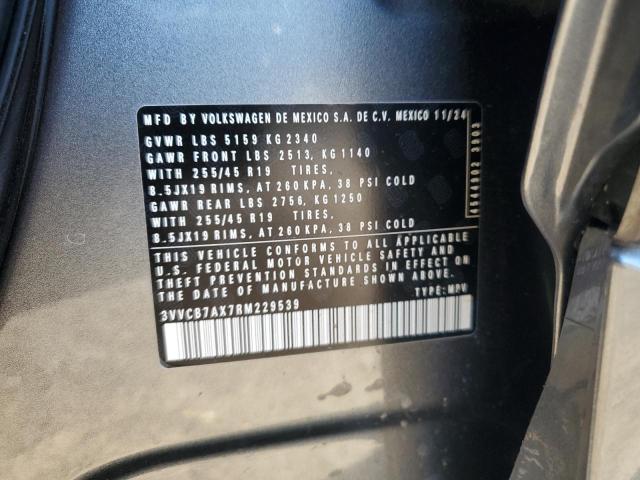 MFD BY VOLKSWAGEN DE MEXICO S.A. DE C.V. MEXICO 11/24
GVWR LBS 5159 KG 2340
GAWR FRONT LBS 2513, KG 1140
WITH 255/45 R19 TIRES,
8.5JX19 RIMS, AT 260 KPA, 38 PSI COLD
GAWR REAR LBS 2756, KG 1250
WITH 255/45 R19 TIRES,
8.5JX19 RIMS, AT 260 KPA, 38 PSI COLD
THIS VEHICLE CONFORMS TO ALL APPLICABLE
U.S. FEDERAL MOTOR VEHICLE SAFETY AND
THEFT PREVENTION STANDARDS IN EFFECT ON
THE DATE OF MANUFACTURE SHOWN ABOVE.
3VVCB7AX7RM229539 TYPE: MPV